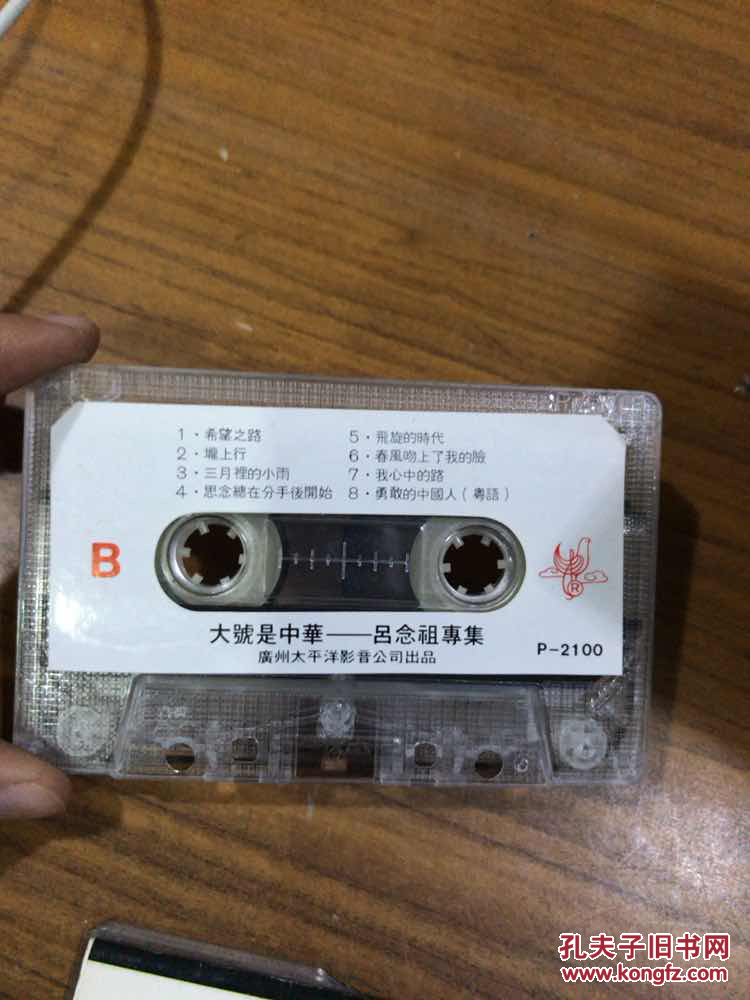 1·希望之路
2·壠上行
3·三月裡的小雨
4·思念總在分手後開始
5·飛旋的時代
6·春風吻上了我的臉
7·我心中的路
8·勇敢的中國人(粵語)
B
R
大號是中華——呂念祖專集
廣州太平洋影音公司出品
P-2100
孔夫子旧书网
www.kongfz.com